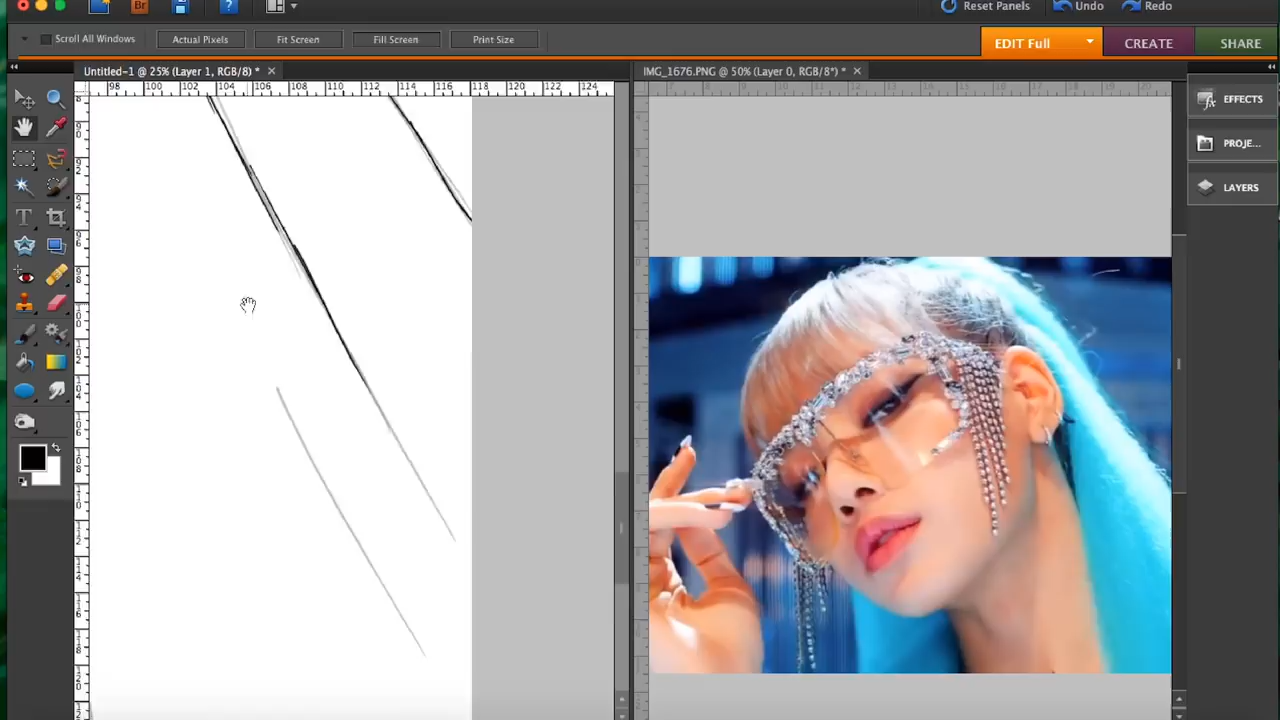 Br ? Reset Panels Undo Redo
Scroll All Windows Actual Pixels Fit Screen Fill Screen Print Size EDIT Full CREATE SHARE
Untitled-1 @ 25% (Layer 1, RGB/8) * IMG_1676.PNG @ 50% (Layer 0, RGB/8*) *
98 100 102 104 106 108 110 112 114 116 118 120 122 124
EFFECTS
PROJE...
LAYERS